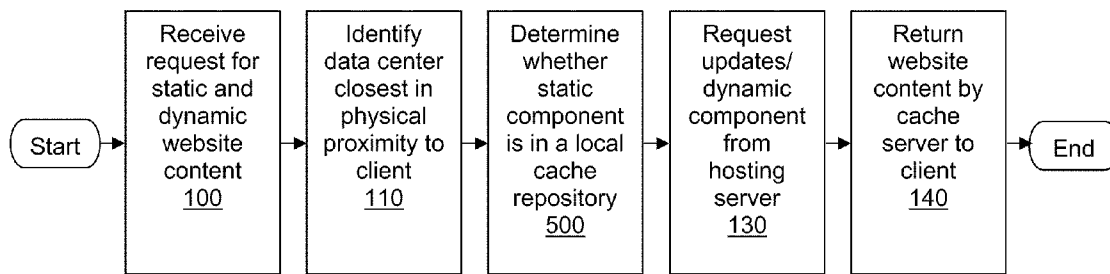 Start
Receive
request for
static and
dynamic
website
content
100
Identify
data center
closest in
physical
proximity to
client
110
Determine
whether
static
component
is in a local
cache
repository
500
Request
updates/
dynamic
component
from
hosting
server
130
Return
website
content by
cache
server to
client
140
End